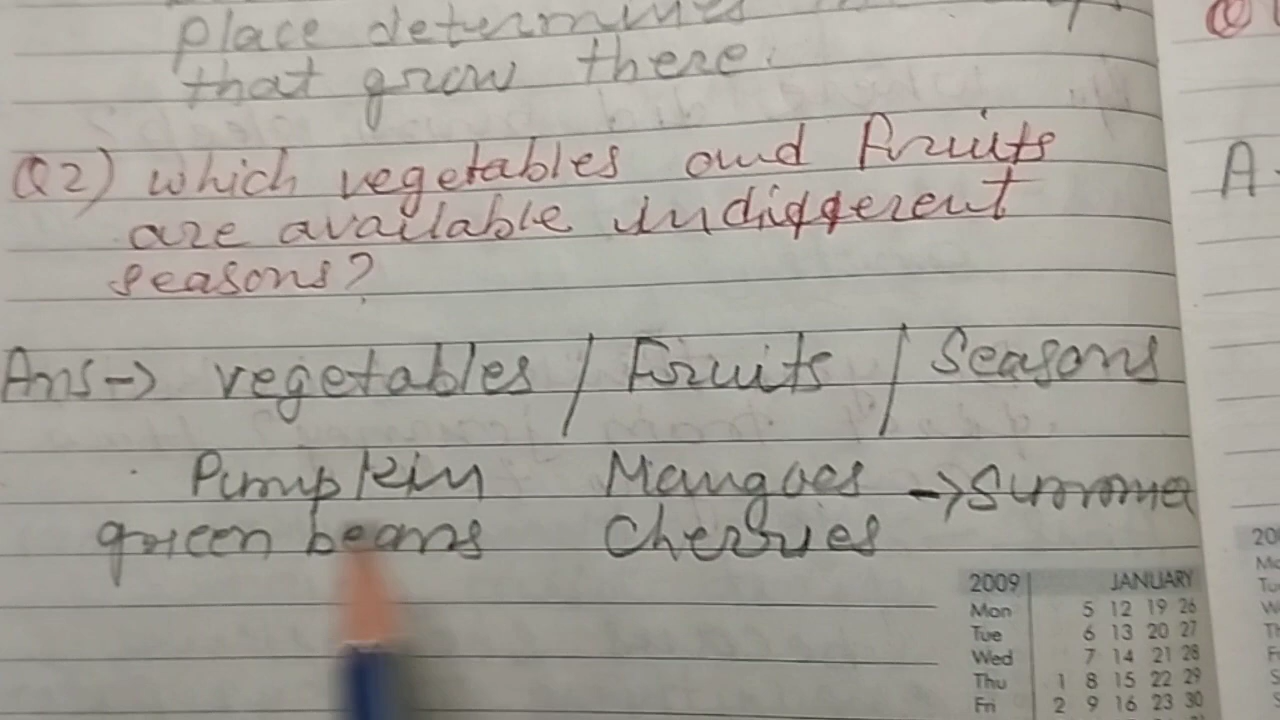 place determines
that grow there.
Q2) which vegetables and fruits
are available indifferent
seasons?
Ans-> vegetables / Fruits / Seasons
Pumpkin Mangoes -> Summer
green beans Cherries
A
2009 JANUARY
Mon 5 12 19 26
Tue 6 13 20 27
Wed 7 14 21 28
Thu 1 8 15 22 29
Fri 2 9 16 23 30